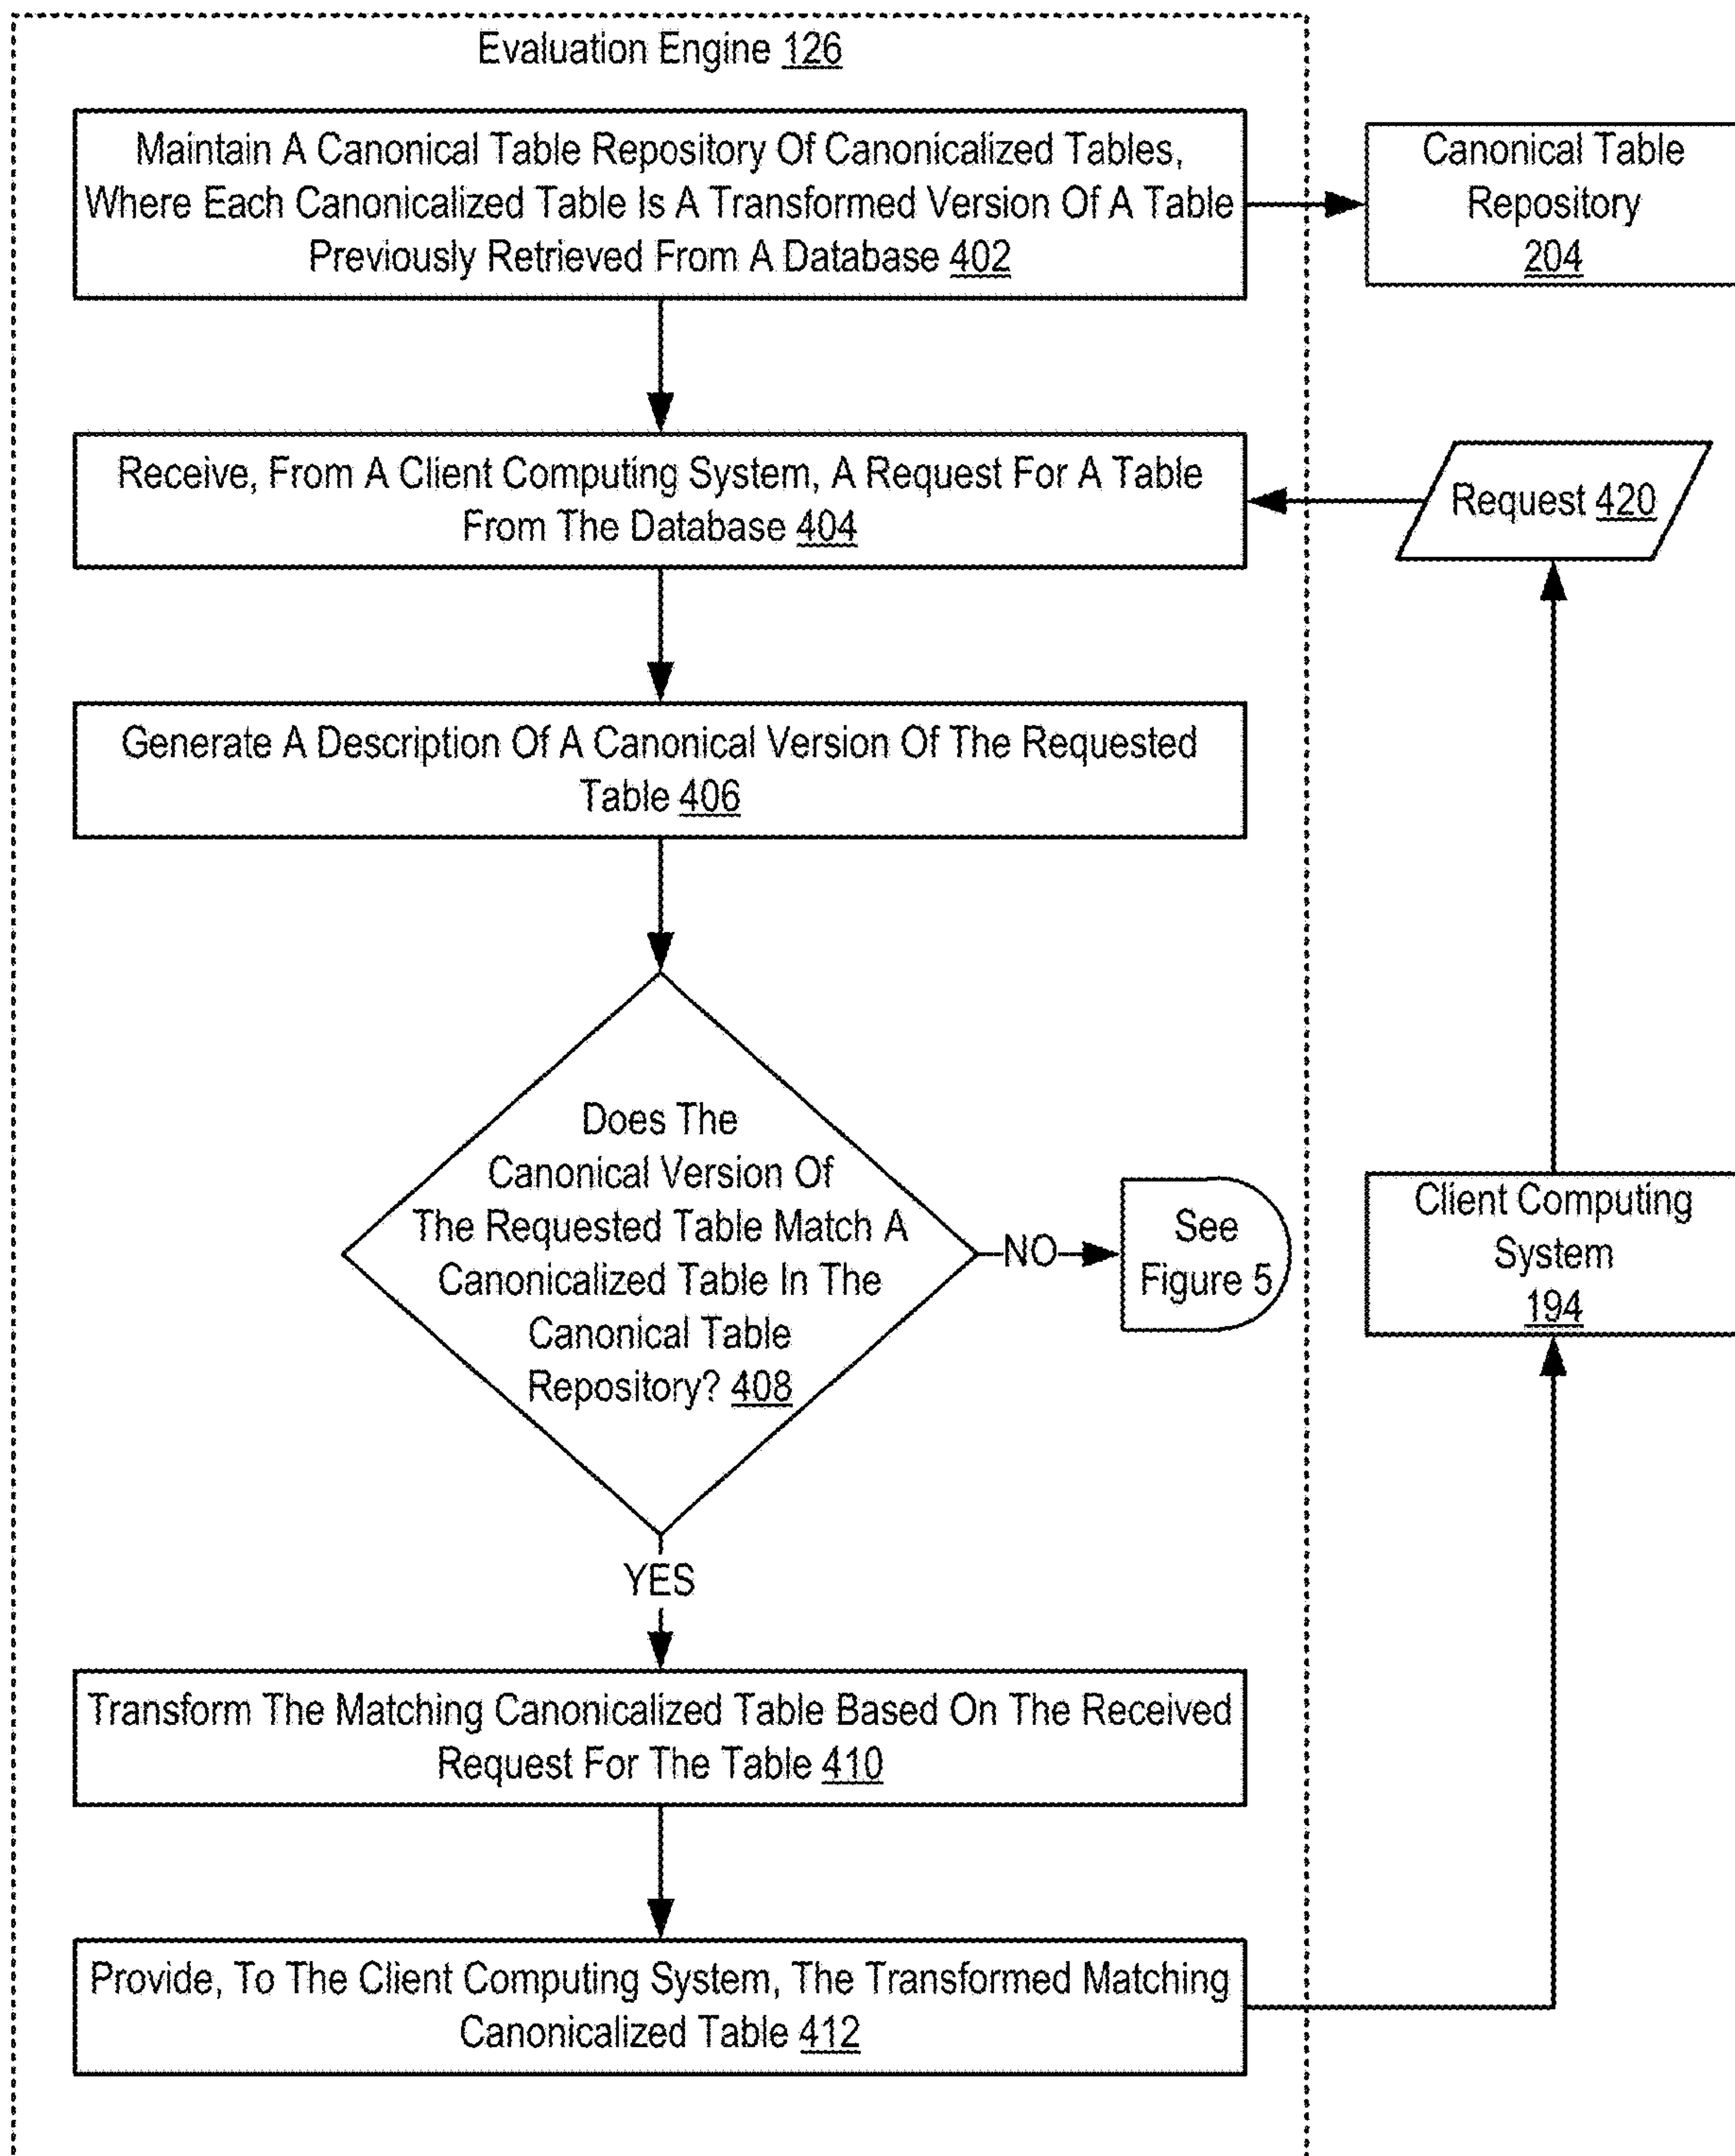 Evaluation Engine 126
Maintain A Canonical Table Repository Of Canonicalized Tables,
Where Each Canonicalized Table Is A Transformed Version Of A Table
Previously Retrieved From A Database 402
Canonical Table
Repository
204
Receive, From A Client Computing System, A Request For A Table
From The Database 404
Request 420
Generate A Description Of A Canonical Version Of The Requested
Table 406
Does The
Canonical Version Of
The Requested Table Match A
Canonicalized Table In The
Canonical Table
Repository? 408
NO
See
Figure 5
Client Computing
System
194
YES
Transform The Matching Canonicalized Table Based On The Received
Request For The Table 410
Provide, To The Client Computing System, The Transformed Matching
Canonicalized Table 412